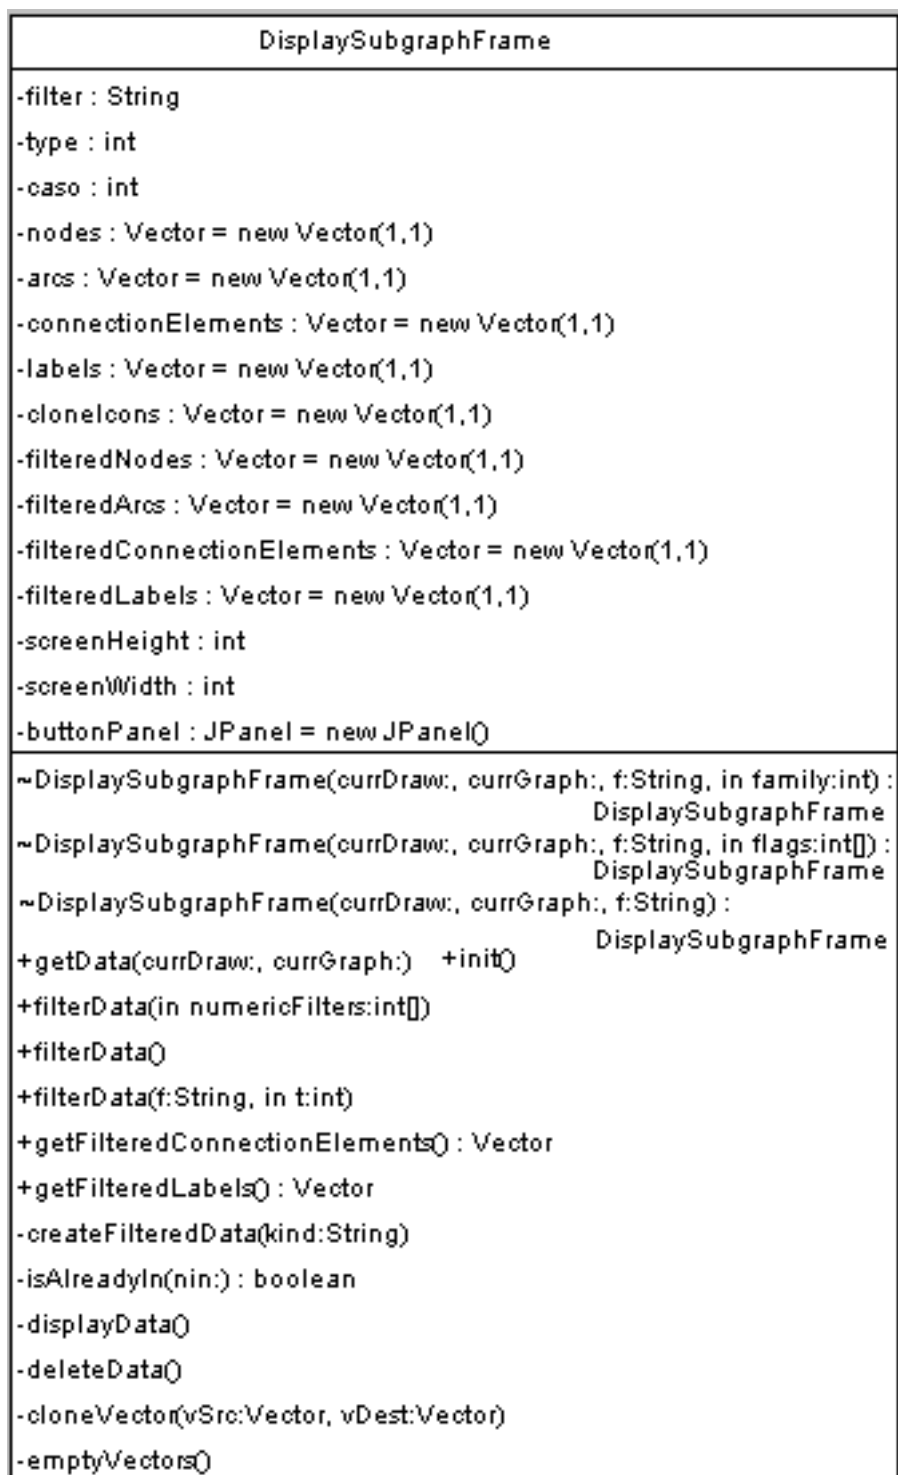 DisplaySubgraphFrame
-filter : String
-type : int
-caso : int
-nodes : Vector = new Vector(1,1)
-arcs : Vector = new Vector(1,1)
-connectionElements : Vector = new Vector(1,1)
-labels : Vector = new Vector(1,1)
-cloneIcons : Vector = new Vector(1,1)
-filteredNodes : Vector = new Vector(1,1)
-filteredArcs : Vector = new Vector(1,1)
-filteredConnectionElements : Vector = new Vector(1,1)
-filteredLabels : Vector = new Vector(1,1)
-screenHeight : int
-screenWidth : int
-buttonPanel : JPanel = new JPanel()
~DisplaySubgraphFrame(currDraw:, currGraph:, f:String, in family:int) :
DisplaySubgraphFrame
~DisplaySubgraphFrame(currDraw:, currGraph:, f:String, in flags:int[]) :
DisplaySubgraphFrame
~DisplaySubgraphFrame(currDraw:, currGraph:, f:String) :
DisplaySubgraphFrame
+getData(currDraw:, currGraph:) +init()
+filterData(in numericFilters:int[])
+filterData()
+filterData(f:String, in t:int)
+getFilteredConnectionElements() : Vector
+getFilteredLabels() : Vector
-createFilteredData(kind:String)
-isAlreadyIn(nin:) : boolean
-displayData()
-deleteData()
-cloneVector(vSrc:Vector, vDest:Vector)
-emptyVectors()